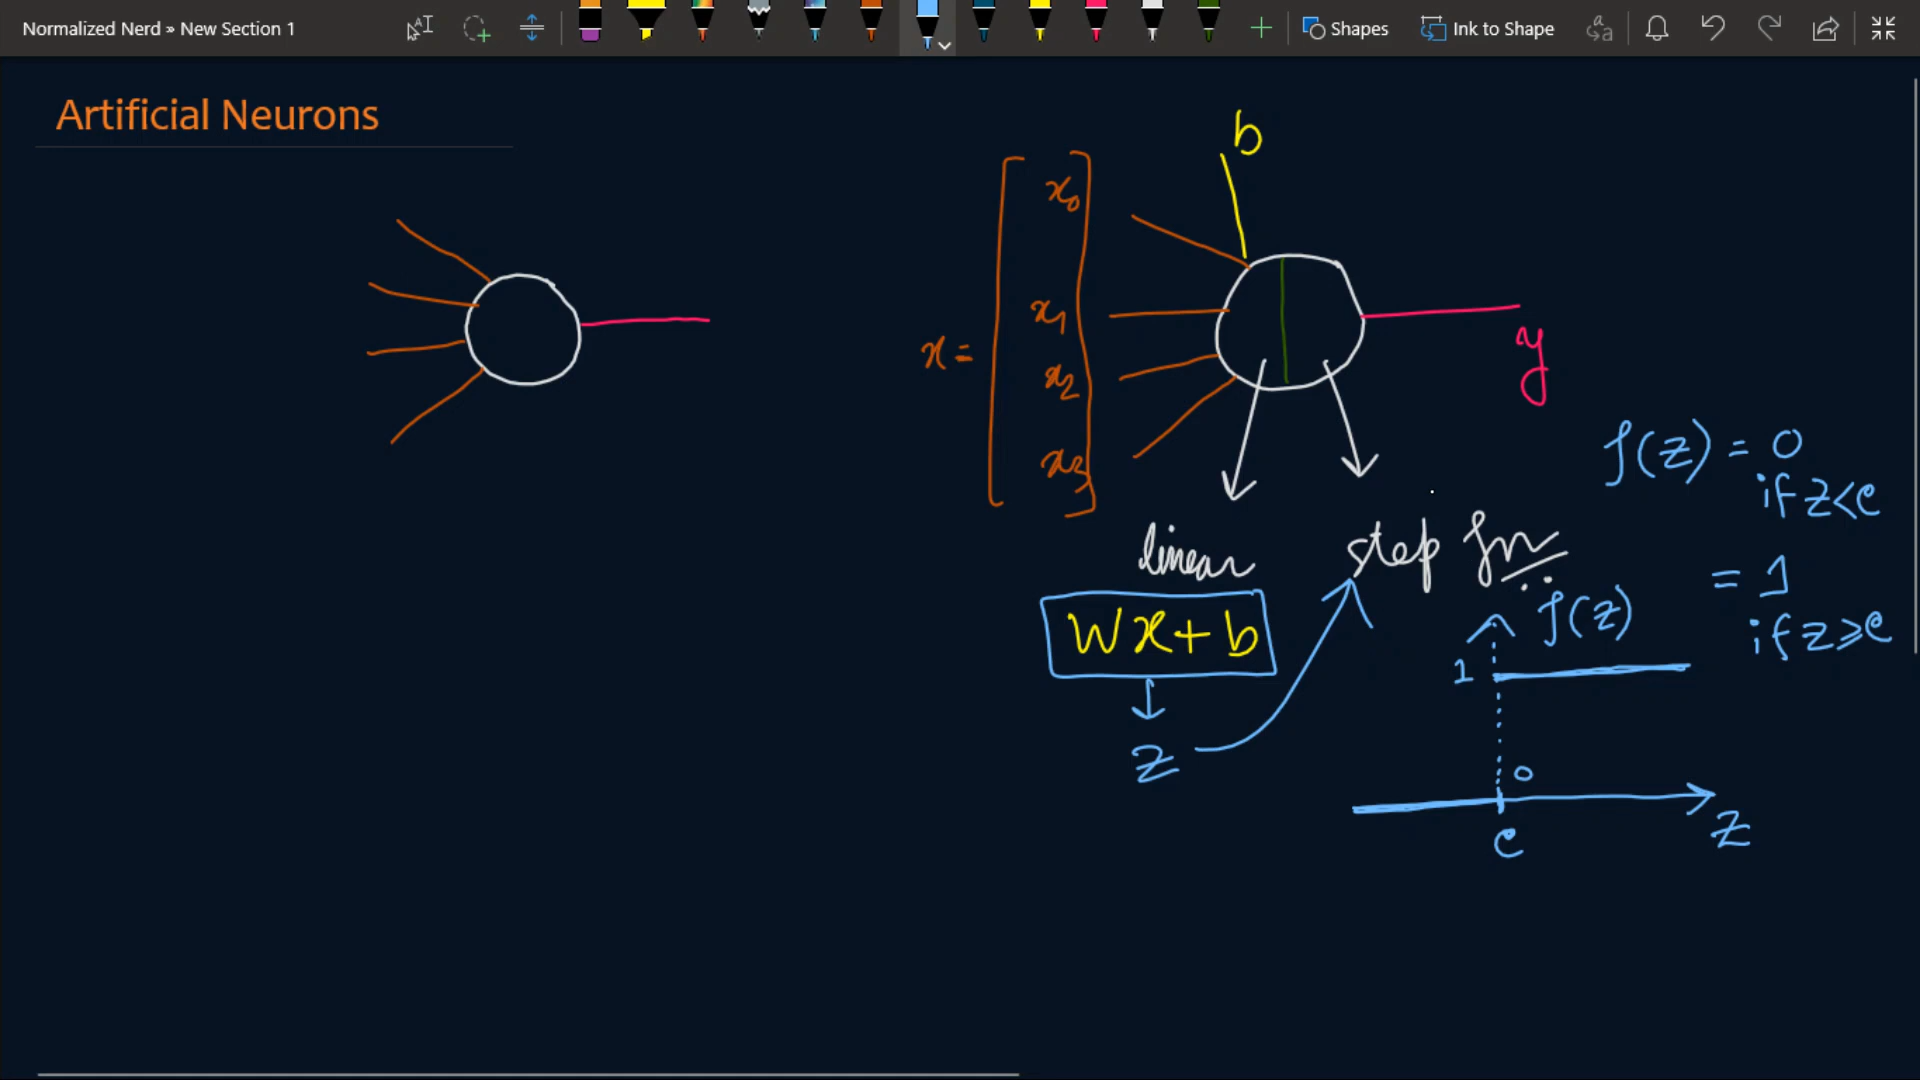 Normalized Nerd » New Section 1
Shapes
Ink to Shape
Artificial Neurons
b
x =
x₀
x₁
x₂
x₃
y
linear
step fn
Wx + b
z
f(z) = 0
if z < c
= 1
if z ≥ c
f(z)
1
0
c
z